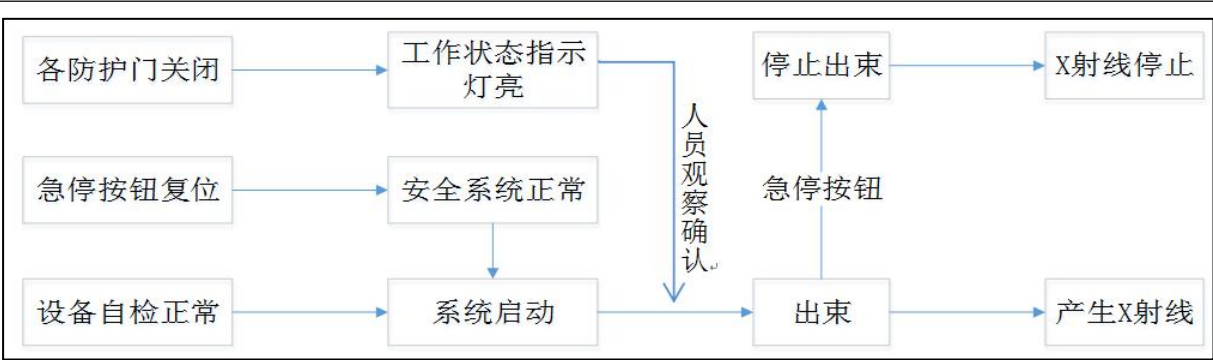 各防护门关闭
工作状态指示
灯亮
停止出束
X射线停止
人员观察确认
急停按钮复位
安全系统正常
急停按钮
设备自检正常
系统启动
出束
产生X射线